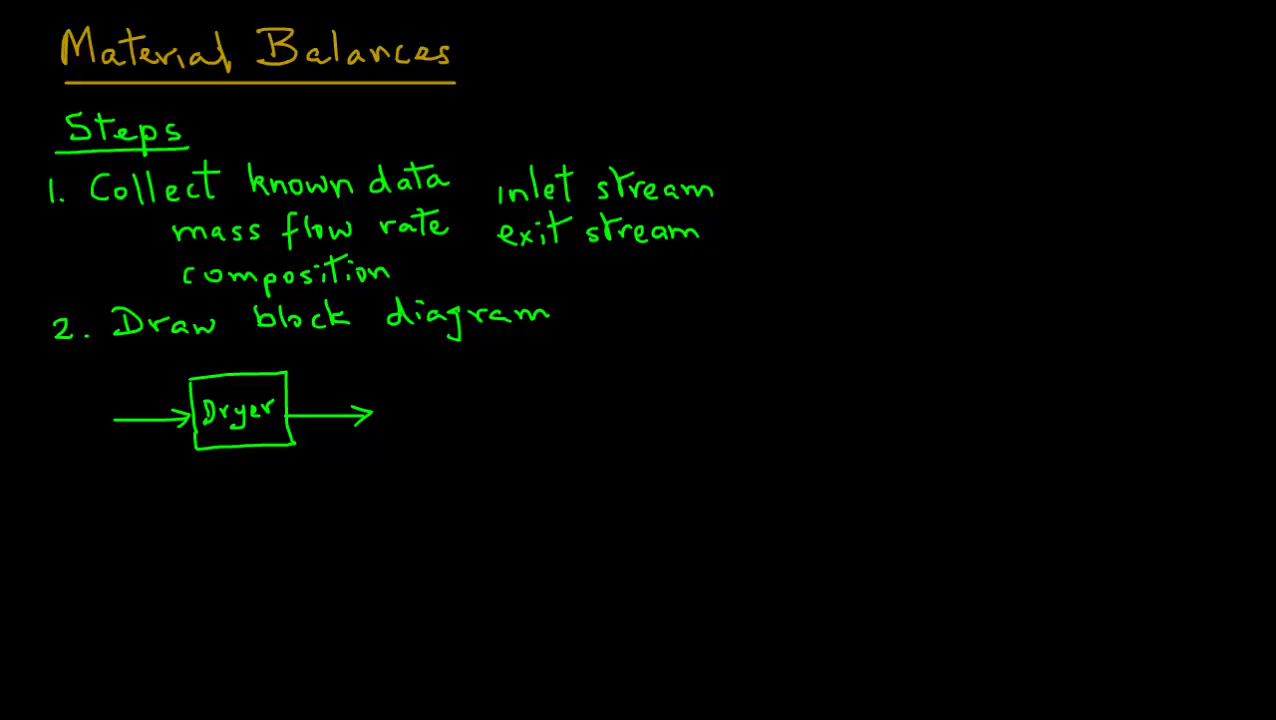 Material Balances
Steps
1. Collect known data inlet stream
mass flow rate exit stream
composition
2. Draw block diagram
Dryer